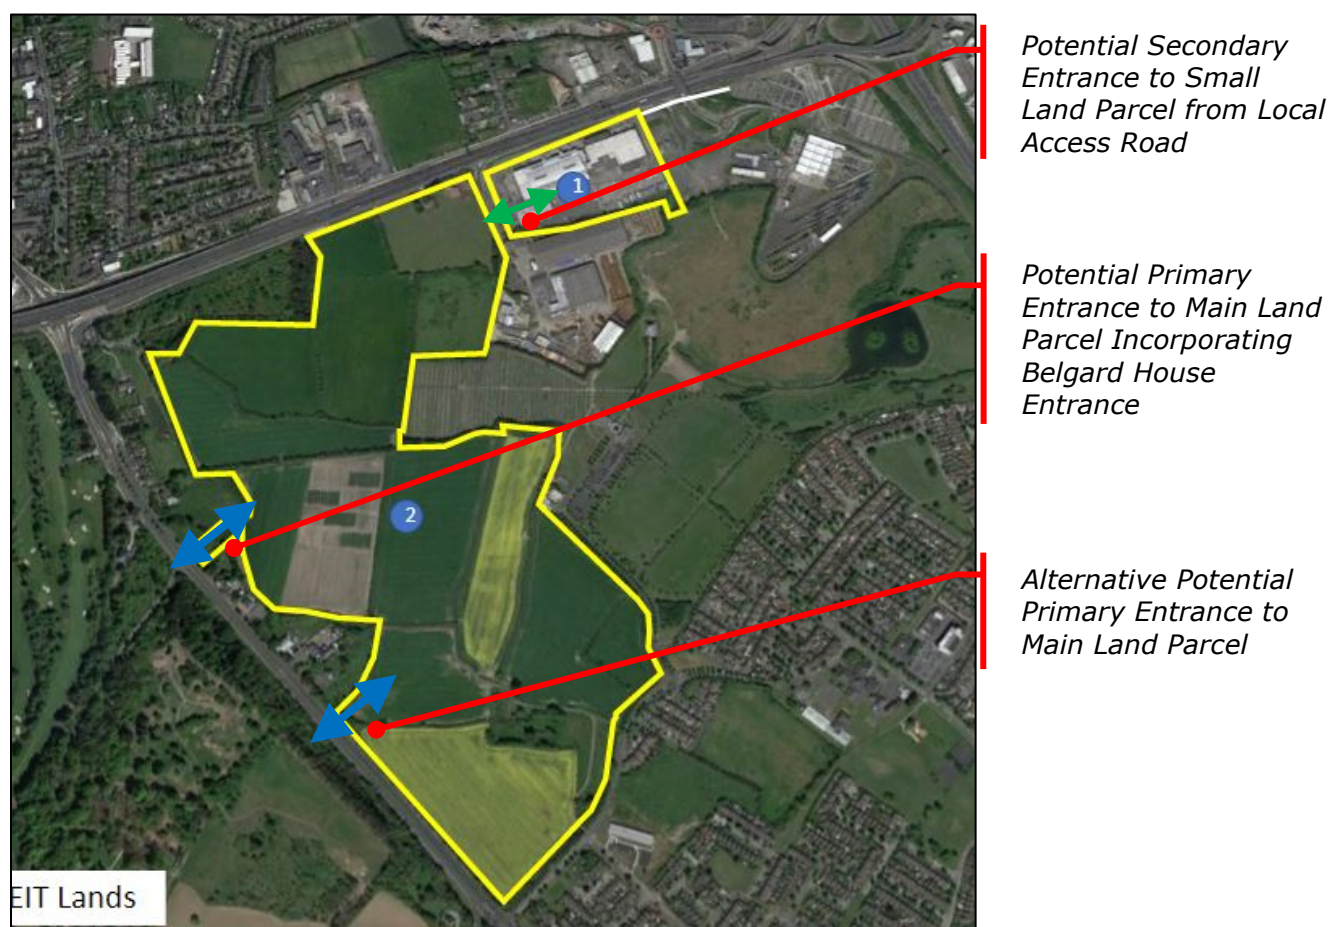 Potential Secondary
Entrance to Small
Land Parcel from Local
Access Road
1
Potential Primary
Entrance to Main Land
Parcel Incorporating
Belgard House
Entrance
2
Alternative Potential
Primary Entrance to
Main Land Parcel
EIT Lands